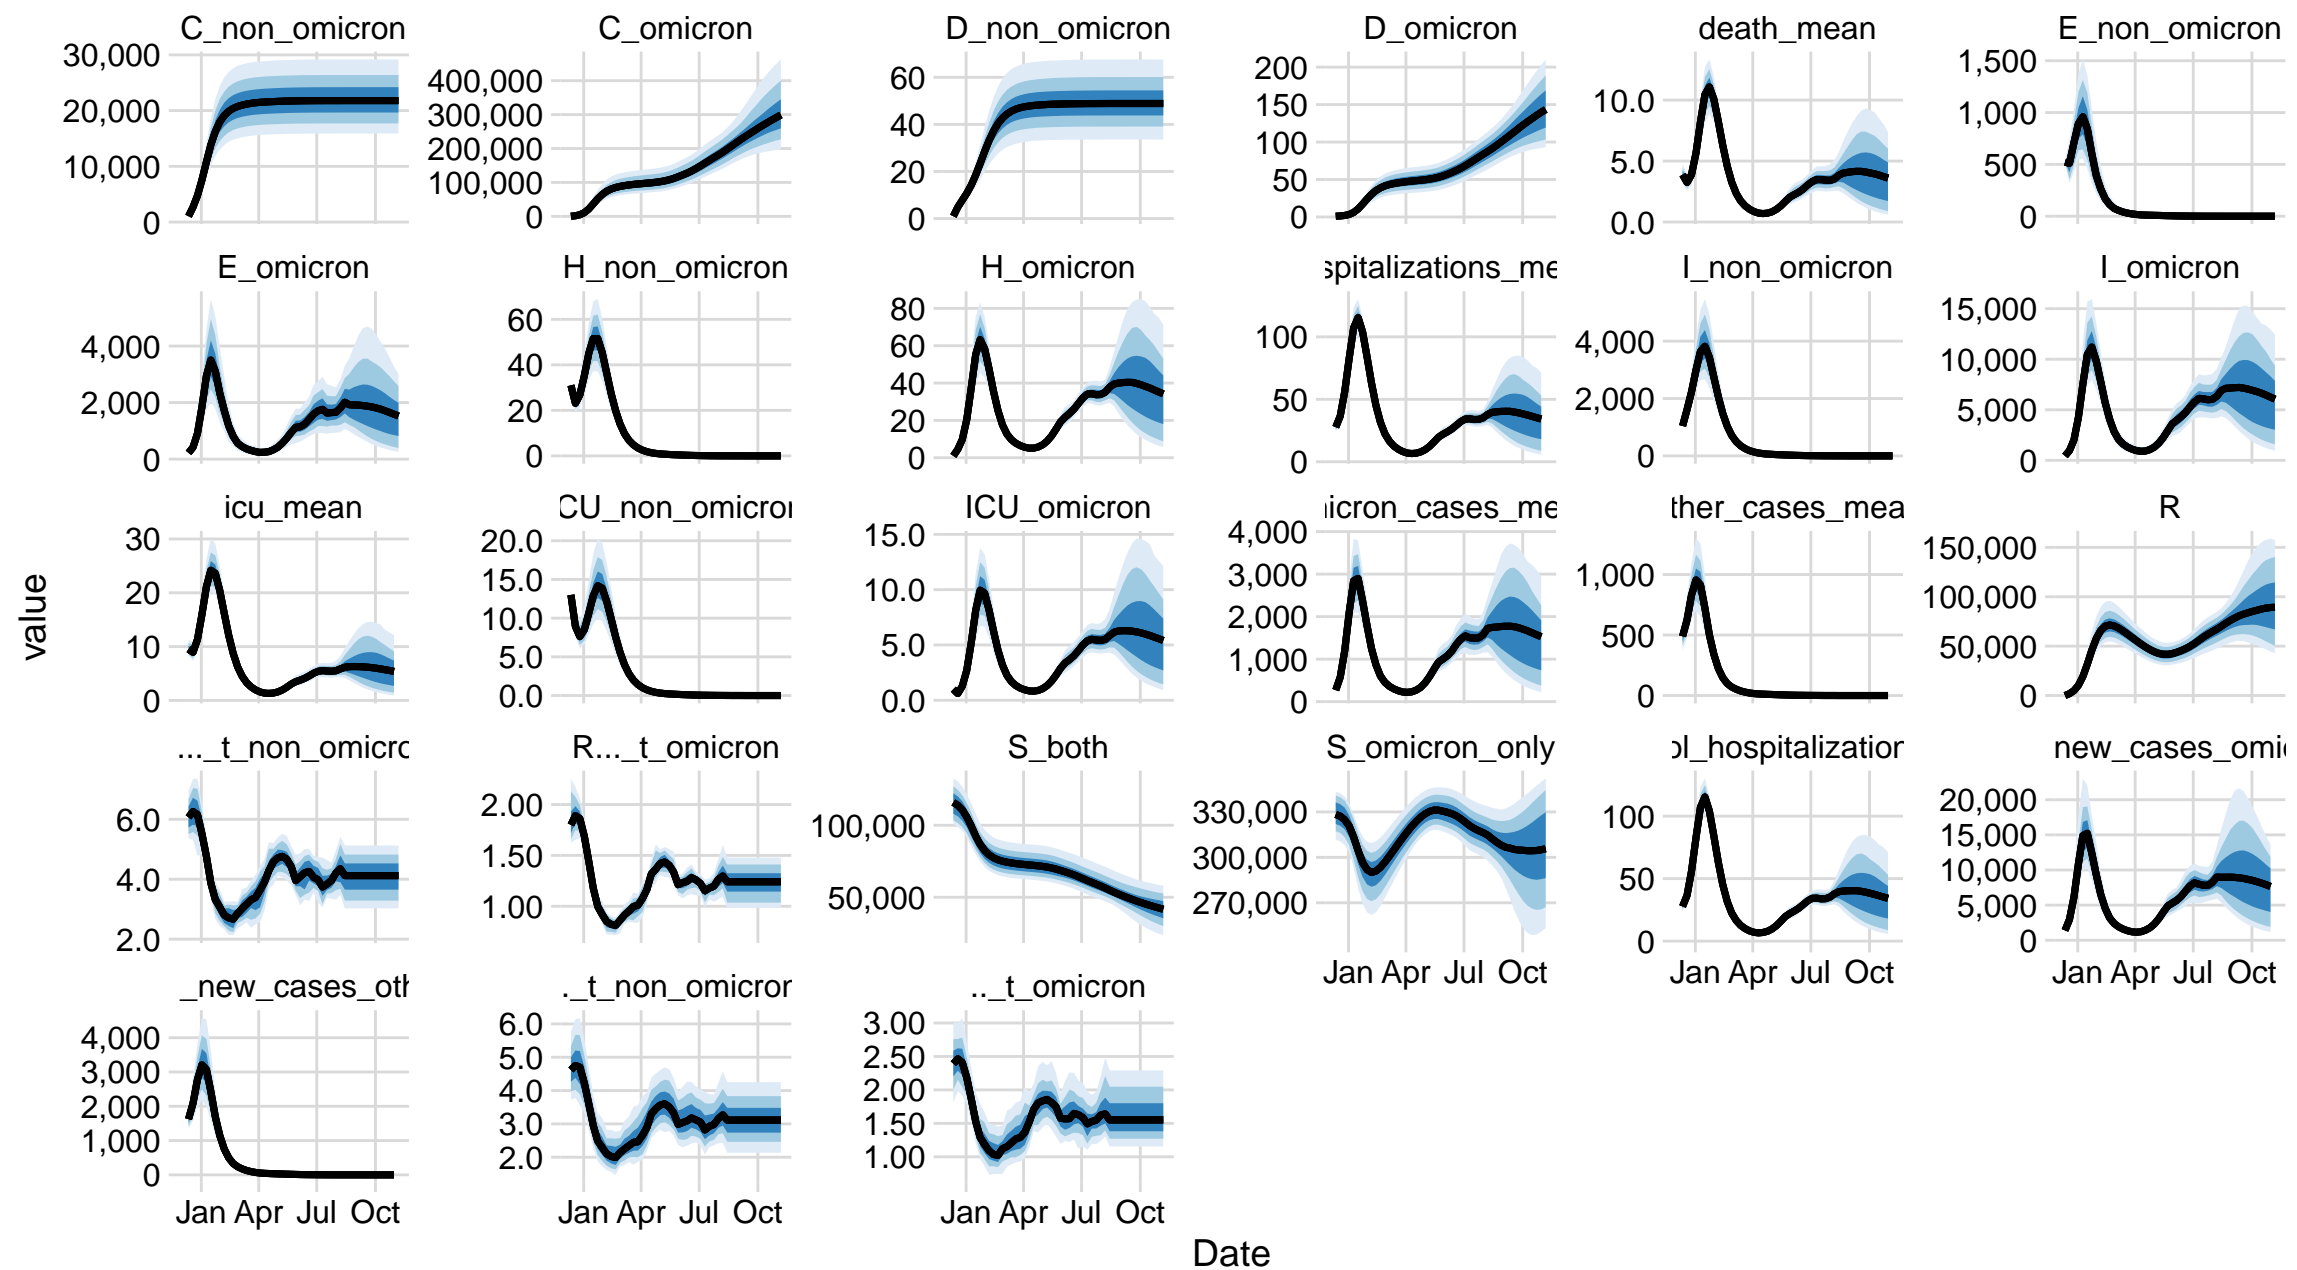 C_non_omicron C_omicron D_non_omicron D_omicron death_mean E_non_omicron
30,000 20,000 10,000 0
400,000 300,000 200,000 100,000 0
60 40 20 0
200 150 100 50 0
10.0 5.0 0.0
1,500 1,000 500 0
E_omicron H_non_omicron H_omicron spitalizations_me I_non_omicron I_omicron
4,000 2,000 0
60 40 20 0
80 60 40 20 0
100 50 0
4,000 2,000 0
15,000 10,000 5,000 0
icu_mean CU_non_omicron ICU_omicron icron_cases_me ther_cases_mea R
30 20 10 0
20.0 15.0 10.0 5.0 0.0
15.0 10.0 5.0 0.0
4,000 3,000 2,000 1,000 0
1,000 500 0
150,000 100,000 50,000 0
..._t_non_omicro R..._t_omicron S_both S_omicron_only ol_hospitalization new_cases_omic
6.0 4.0 2.0
2.00 1.50 1.00
100,000 50,000
330,000 300,000 270,000
100 50 0
20,000 15,000 10,000 5,000 0
Jan Apr Jul Oct
Jan Apr Jul Oct
Jan Apr Jul Oct
_new_cases_oth ._t_non_omicron .._t_omicron
4,000 3,000 2,000 1,000 0
6.0 5.0 4.0 3.0 2.0
3.00 2.50 2.00 1.50 1.00
Jan Apr Jul Oct
Jan Apr Jul Oct
Jan Apr Jul Oct
value
Date